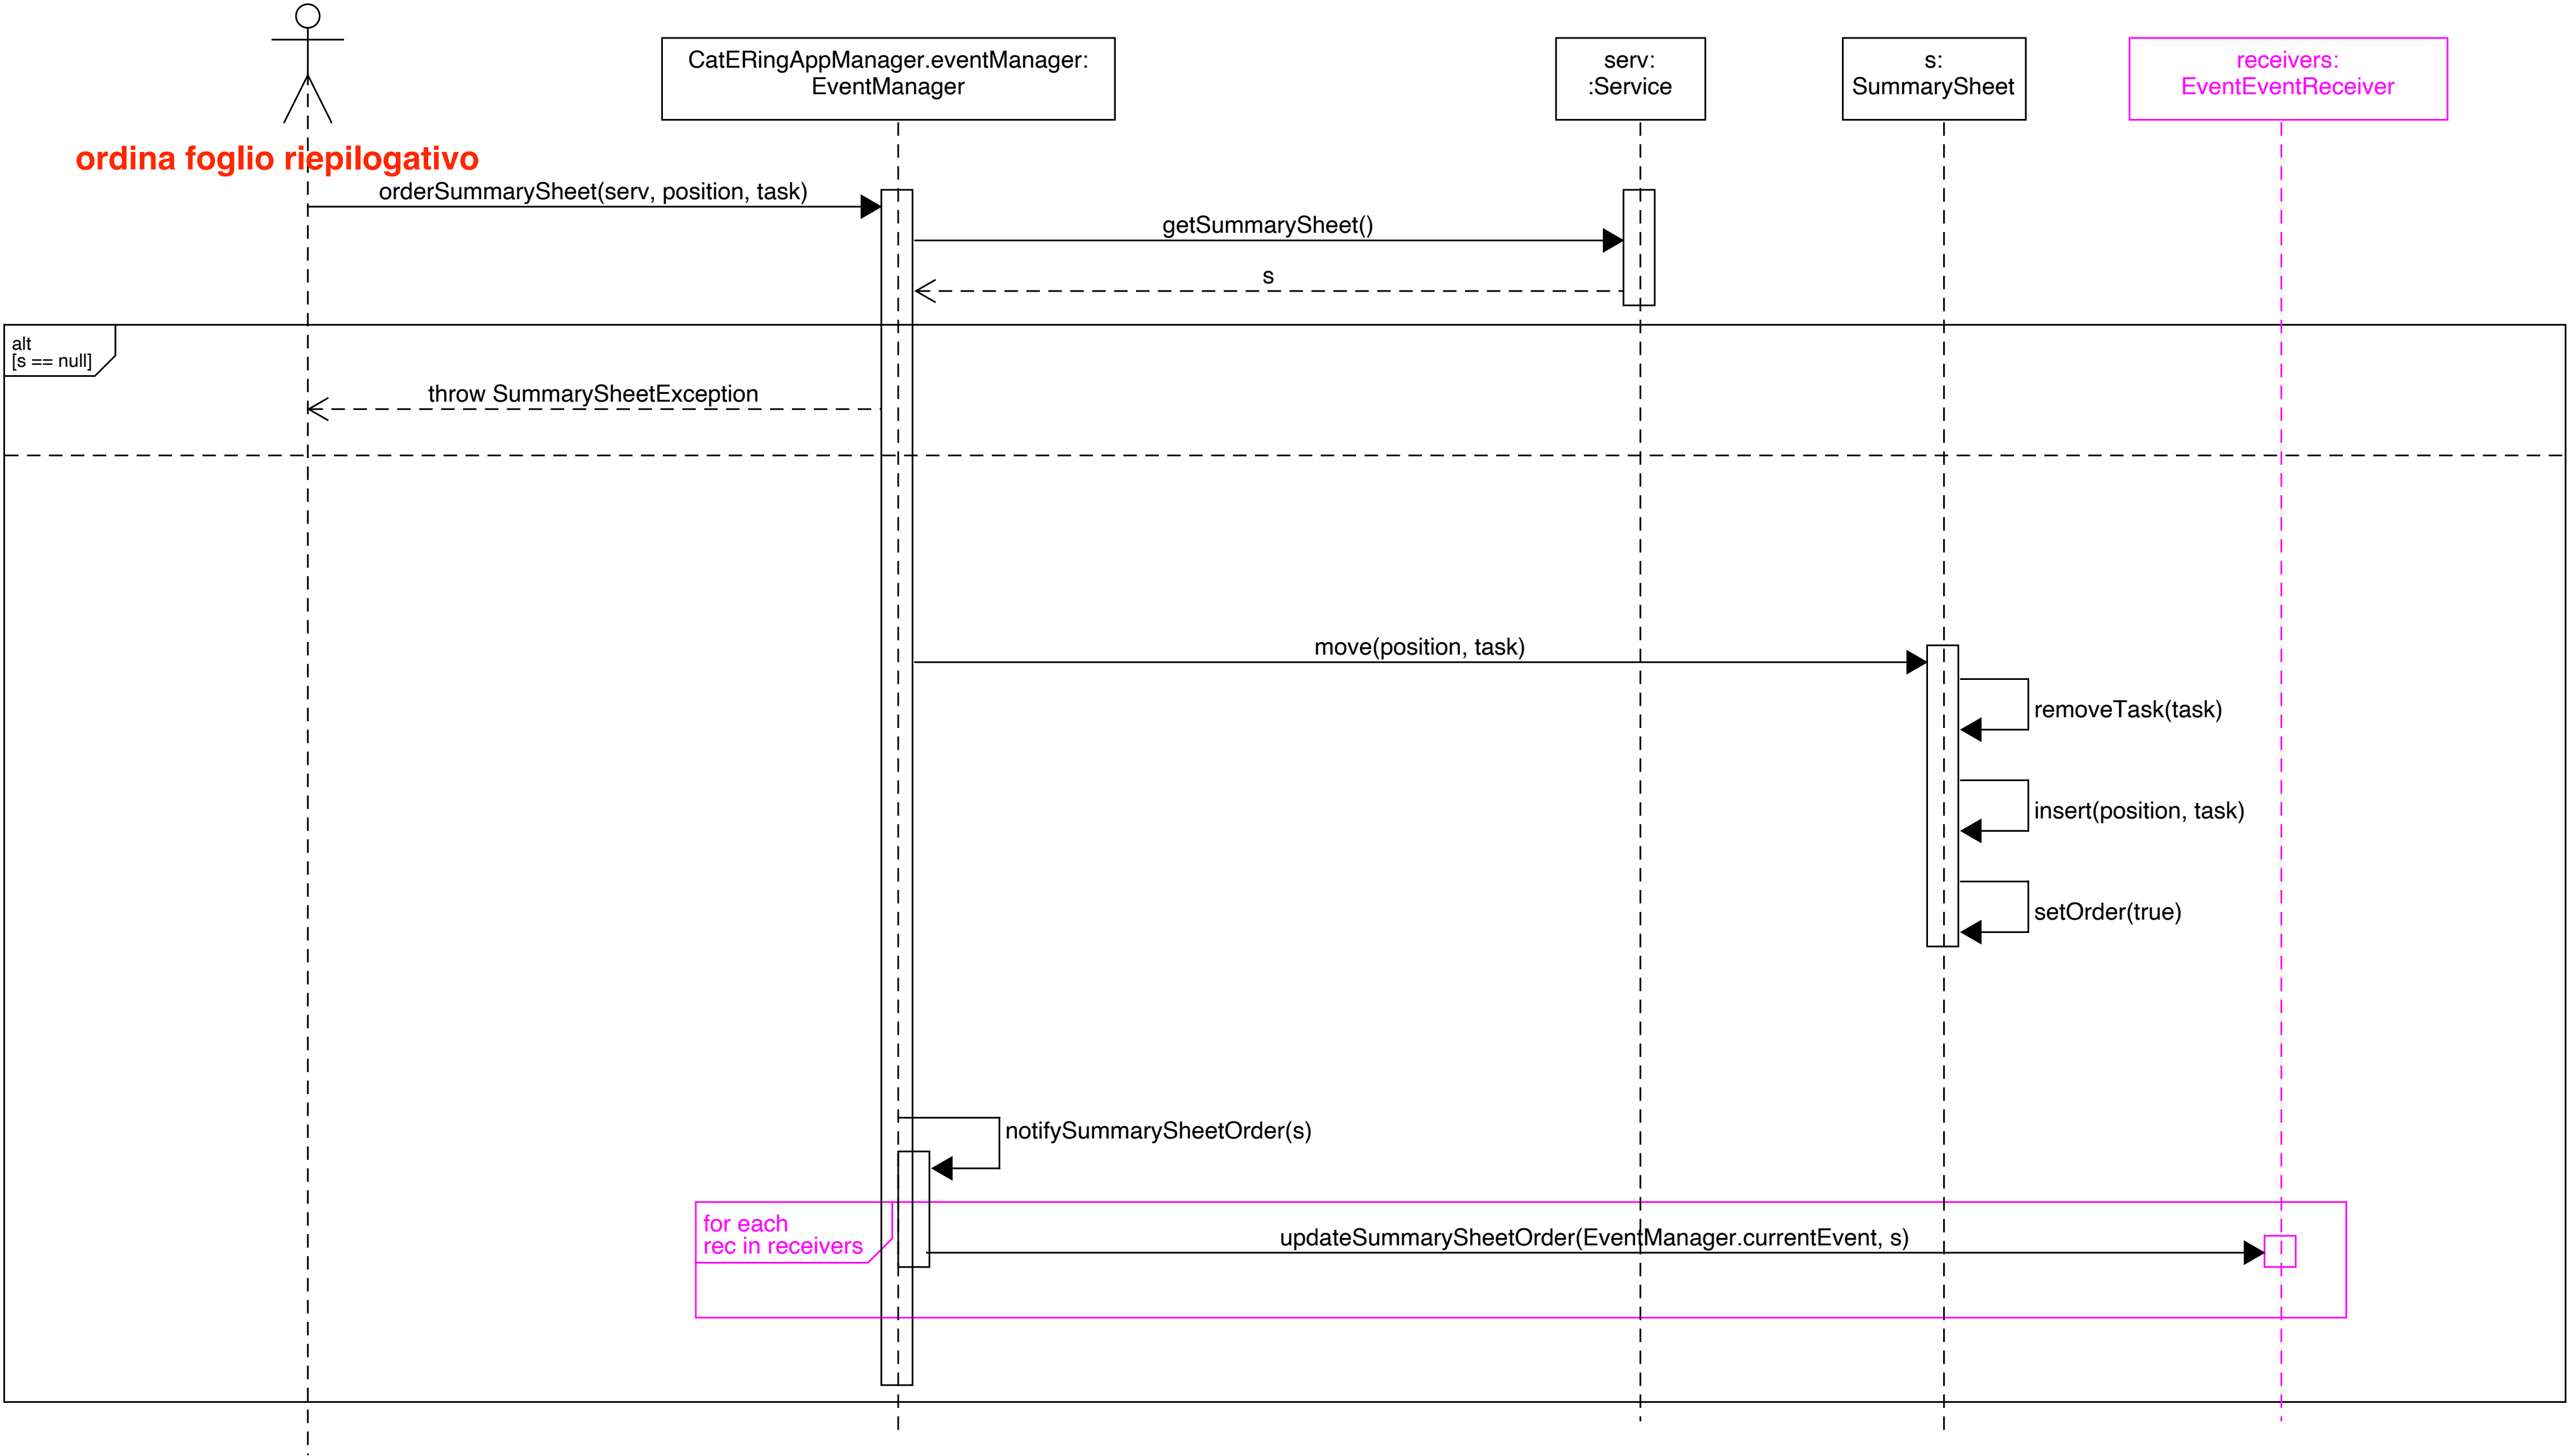 CatERingAppManager.eventManager:
EventManager
serv:
:Service
s:
SummarySheet
receivers:
EventEventReceiver
ordina foglio riepilogativo
orderSummarySheet(serv, position, task)
getSummarySheet()
s
alt
[s == null]
throw SummarySheetException
move(position, task)
removeTask(task)
insert(position, task)
setOrder(true)
notifySummarySheetOrder(s)
for each
rec in receivers
updateSummarySheetOrder(EventManager.currentEvent, s)